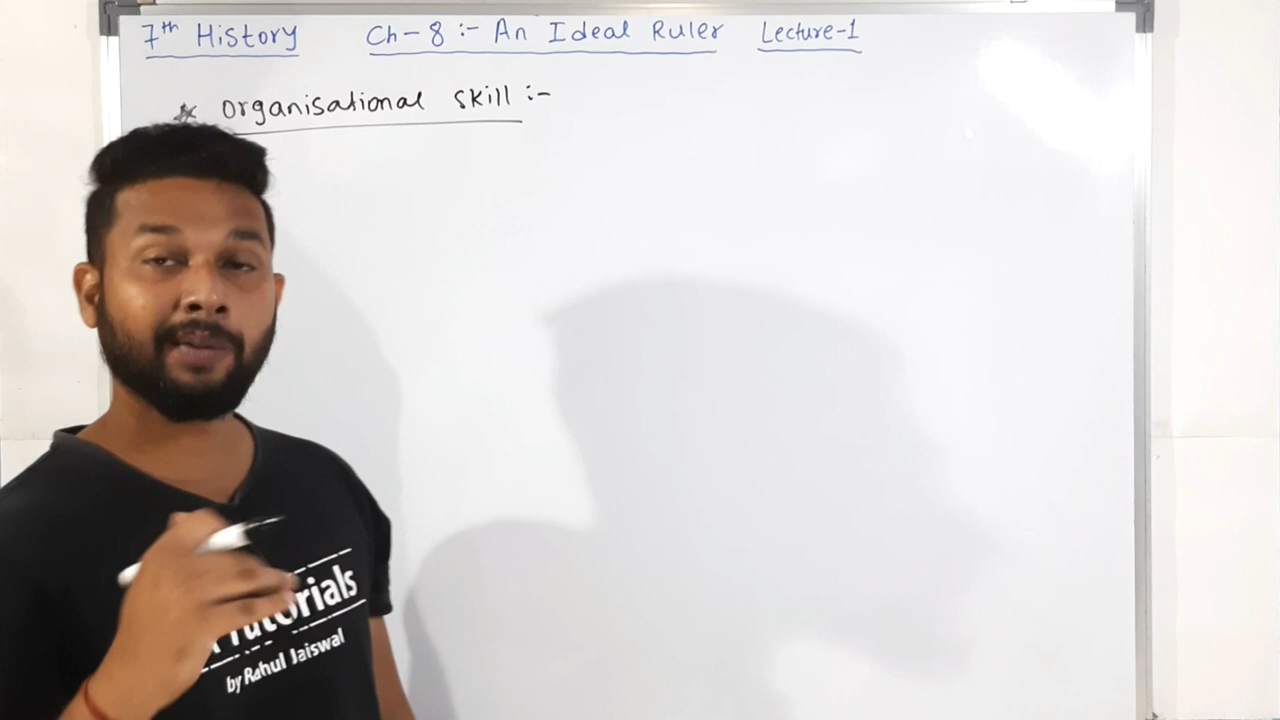 7th History Ch-8 :- An Ideal Ruler Lecture-1
* organisational skill :-
Tutorials
by Rahul Jaiswal